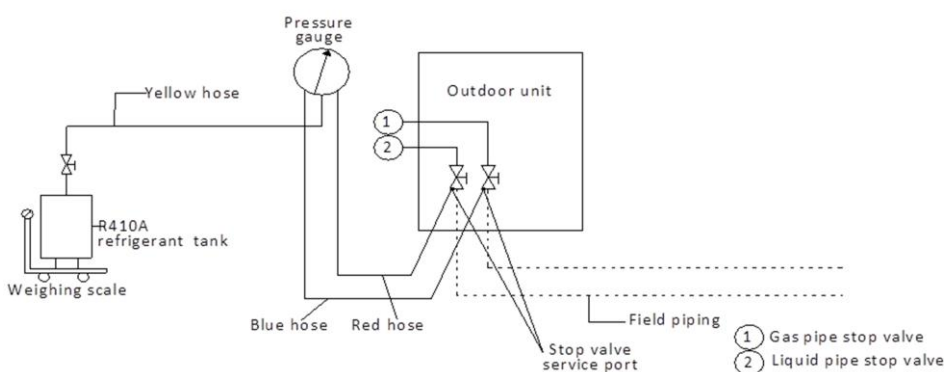 Pressure
gauge
Yellow hose
Outdoor unit
1
2
R410A
refrigerant tank
Weighing scale
Blue hose
Red hose
Stop valve
service port
Field piping
1 Gas pipe stop valve
2 Liquid pipe stop valve